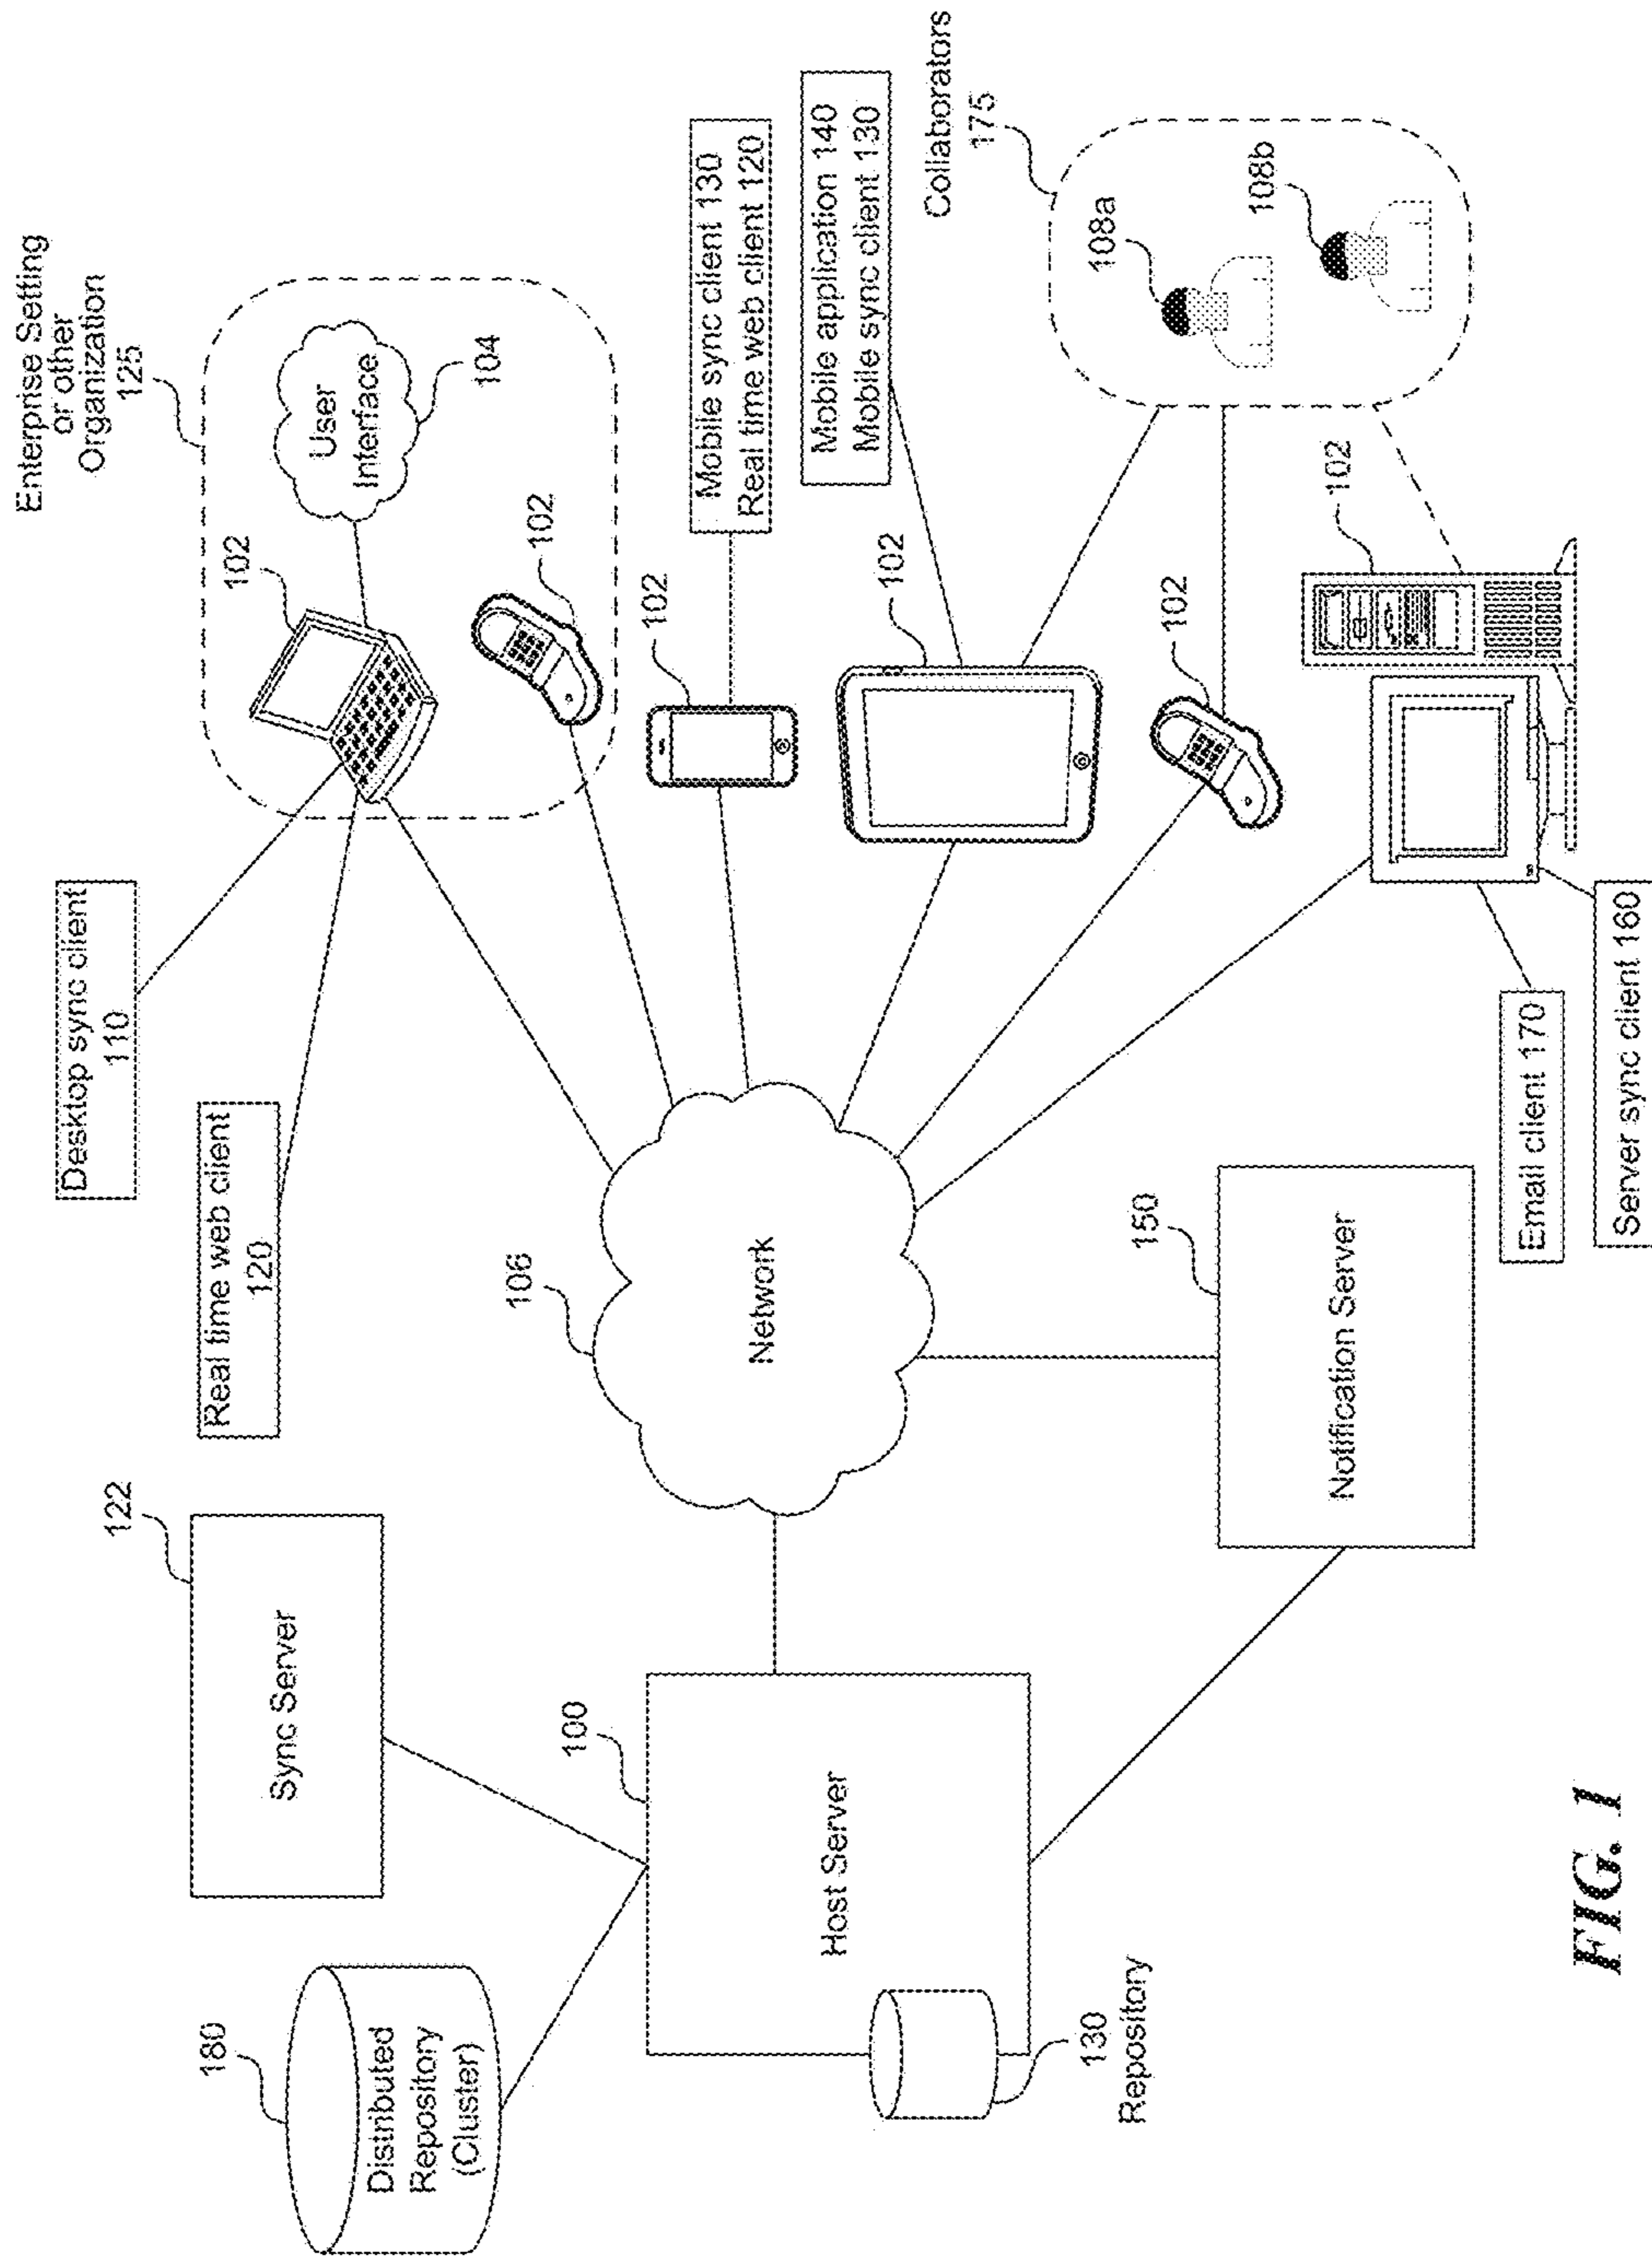 180
Distributed
Repository
(Cluster)
122
Sync Server
100
Host Server
130
Repository
106
Network
150
Notification Server
Desktop sync client
110
Real time web client
120
Enterprise Setting
or other
Organization
125
102
User
Interface
104
102
102
Mobile sync client 130
Real time web client 120
102
Mobile application 140
Mobile sync client 130
102
102
Email client 170
Server sync client 160
Collaborators
175
108a
108b
FIG. 1